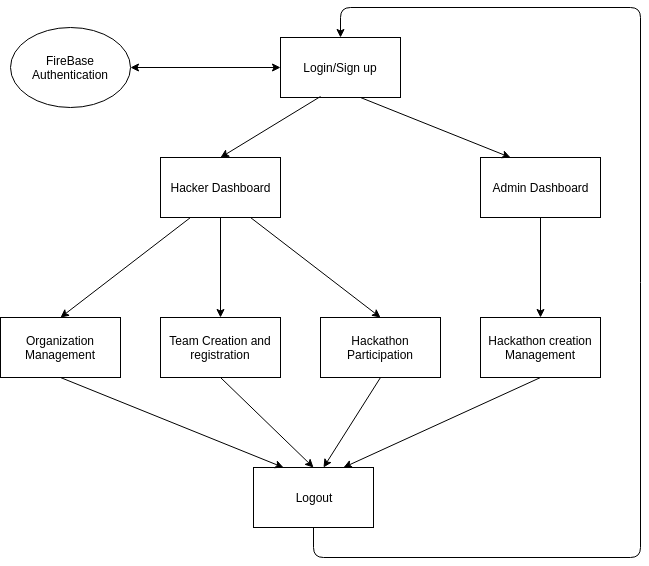 FireBase
Authentication
Login/Sign up
Hacker Dashboard
Admin Dashboard
Organization
Management
Team Creation and
registration
Hackathon
Participation
Hackathon creation
Management
Logout